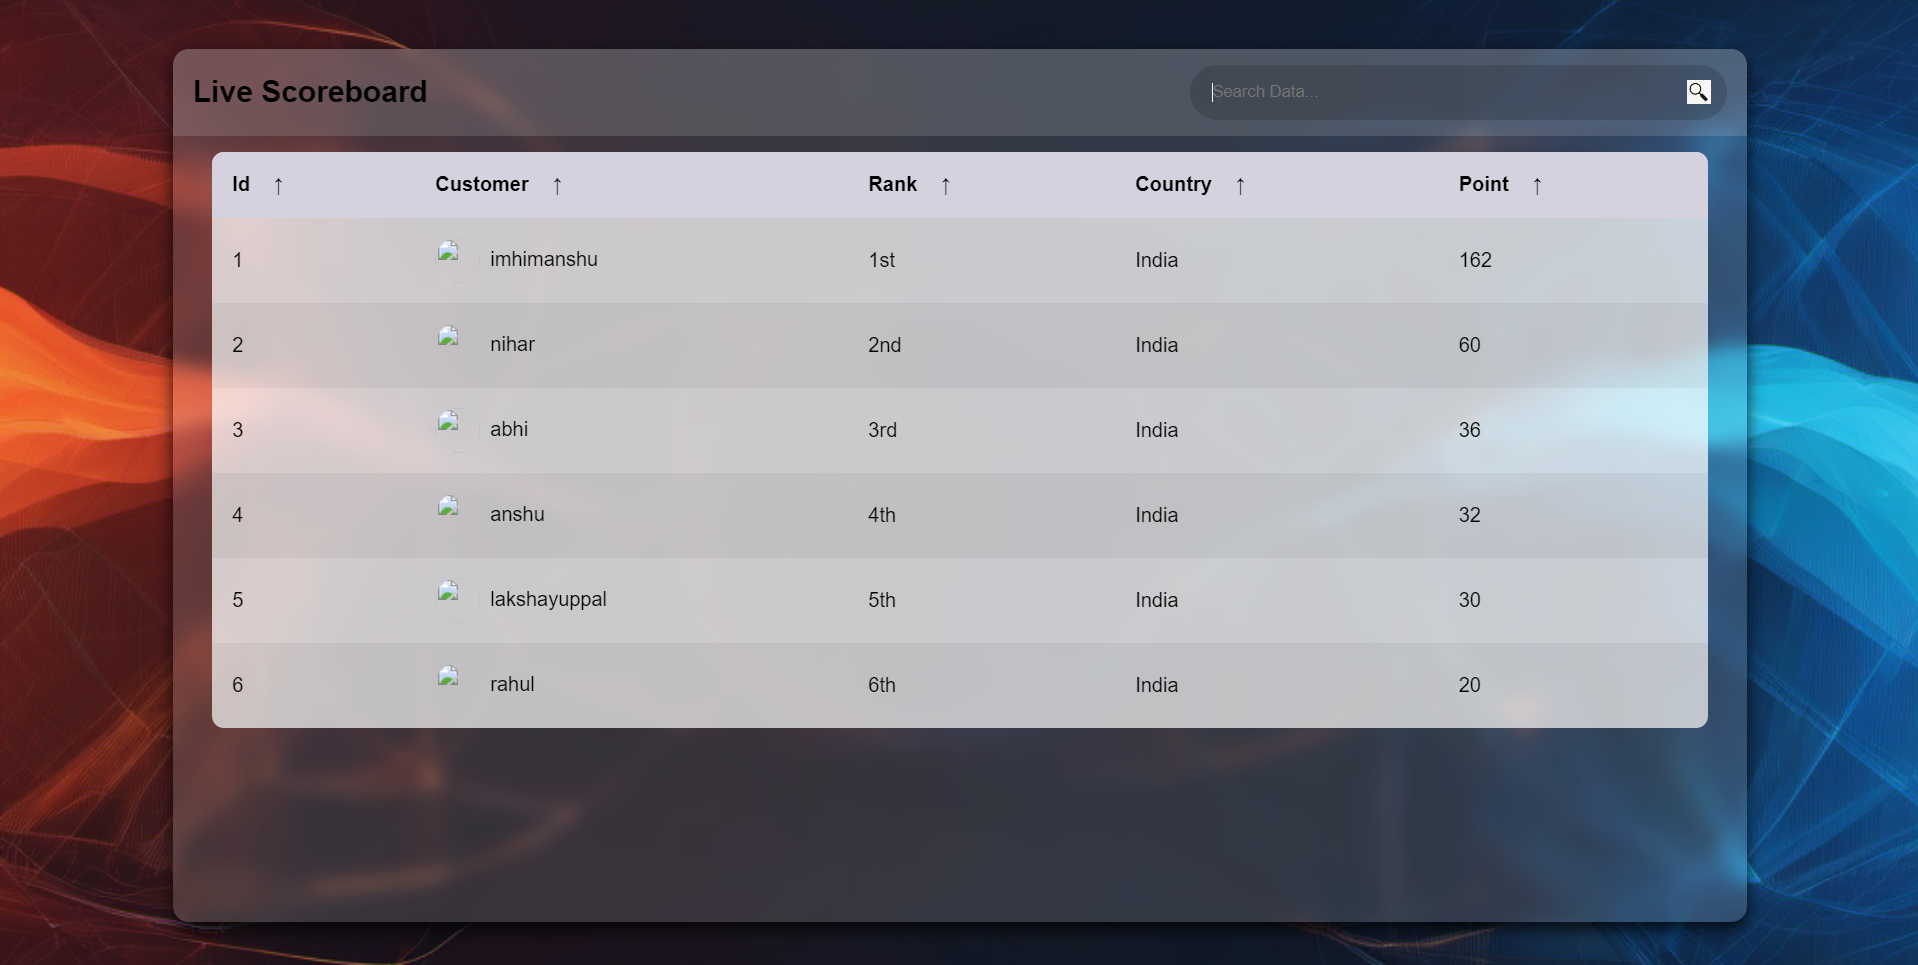 Live Scoreboard
Search Data...
Id ↑ Customer ↑ Rank ↑ Country ↑ Point ↑
1 imhimanshu 1st India 162
2 nihar 2nd India 60
3 abhi 3rd India 36
4 anshu 4th India 32
5 lakshayuppal 5th India 30
6 rahul 6th India 20